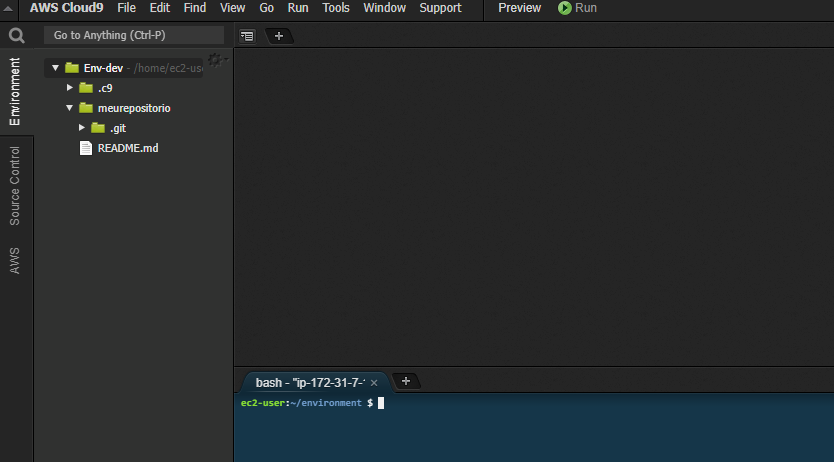 AWS Cloud9 File Edit Find View Go Run Tools Window Support Preview Run
Go to Anything (Ctrl-P)
Environment
Source Control
AWS
Env-dev - /home/ec2-use
.c9
meurepositorio
.git
README.md
bash - "ip-172-31-7-1
ec2-user:~/environment $